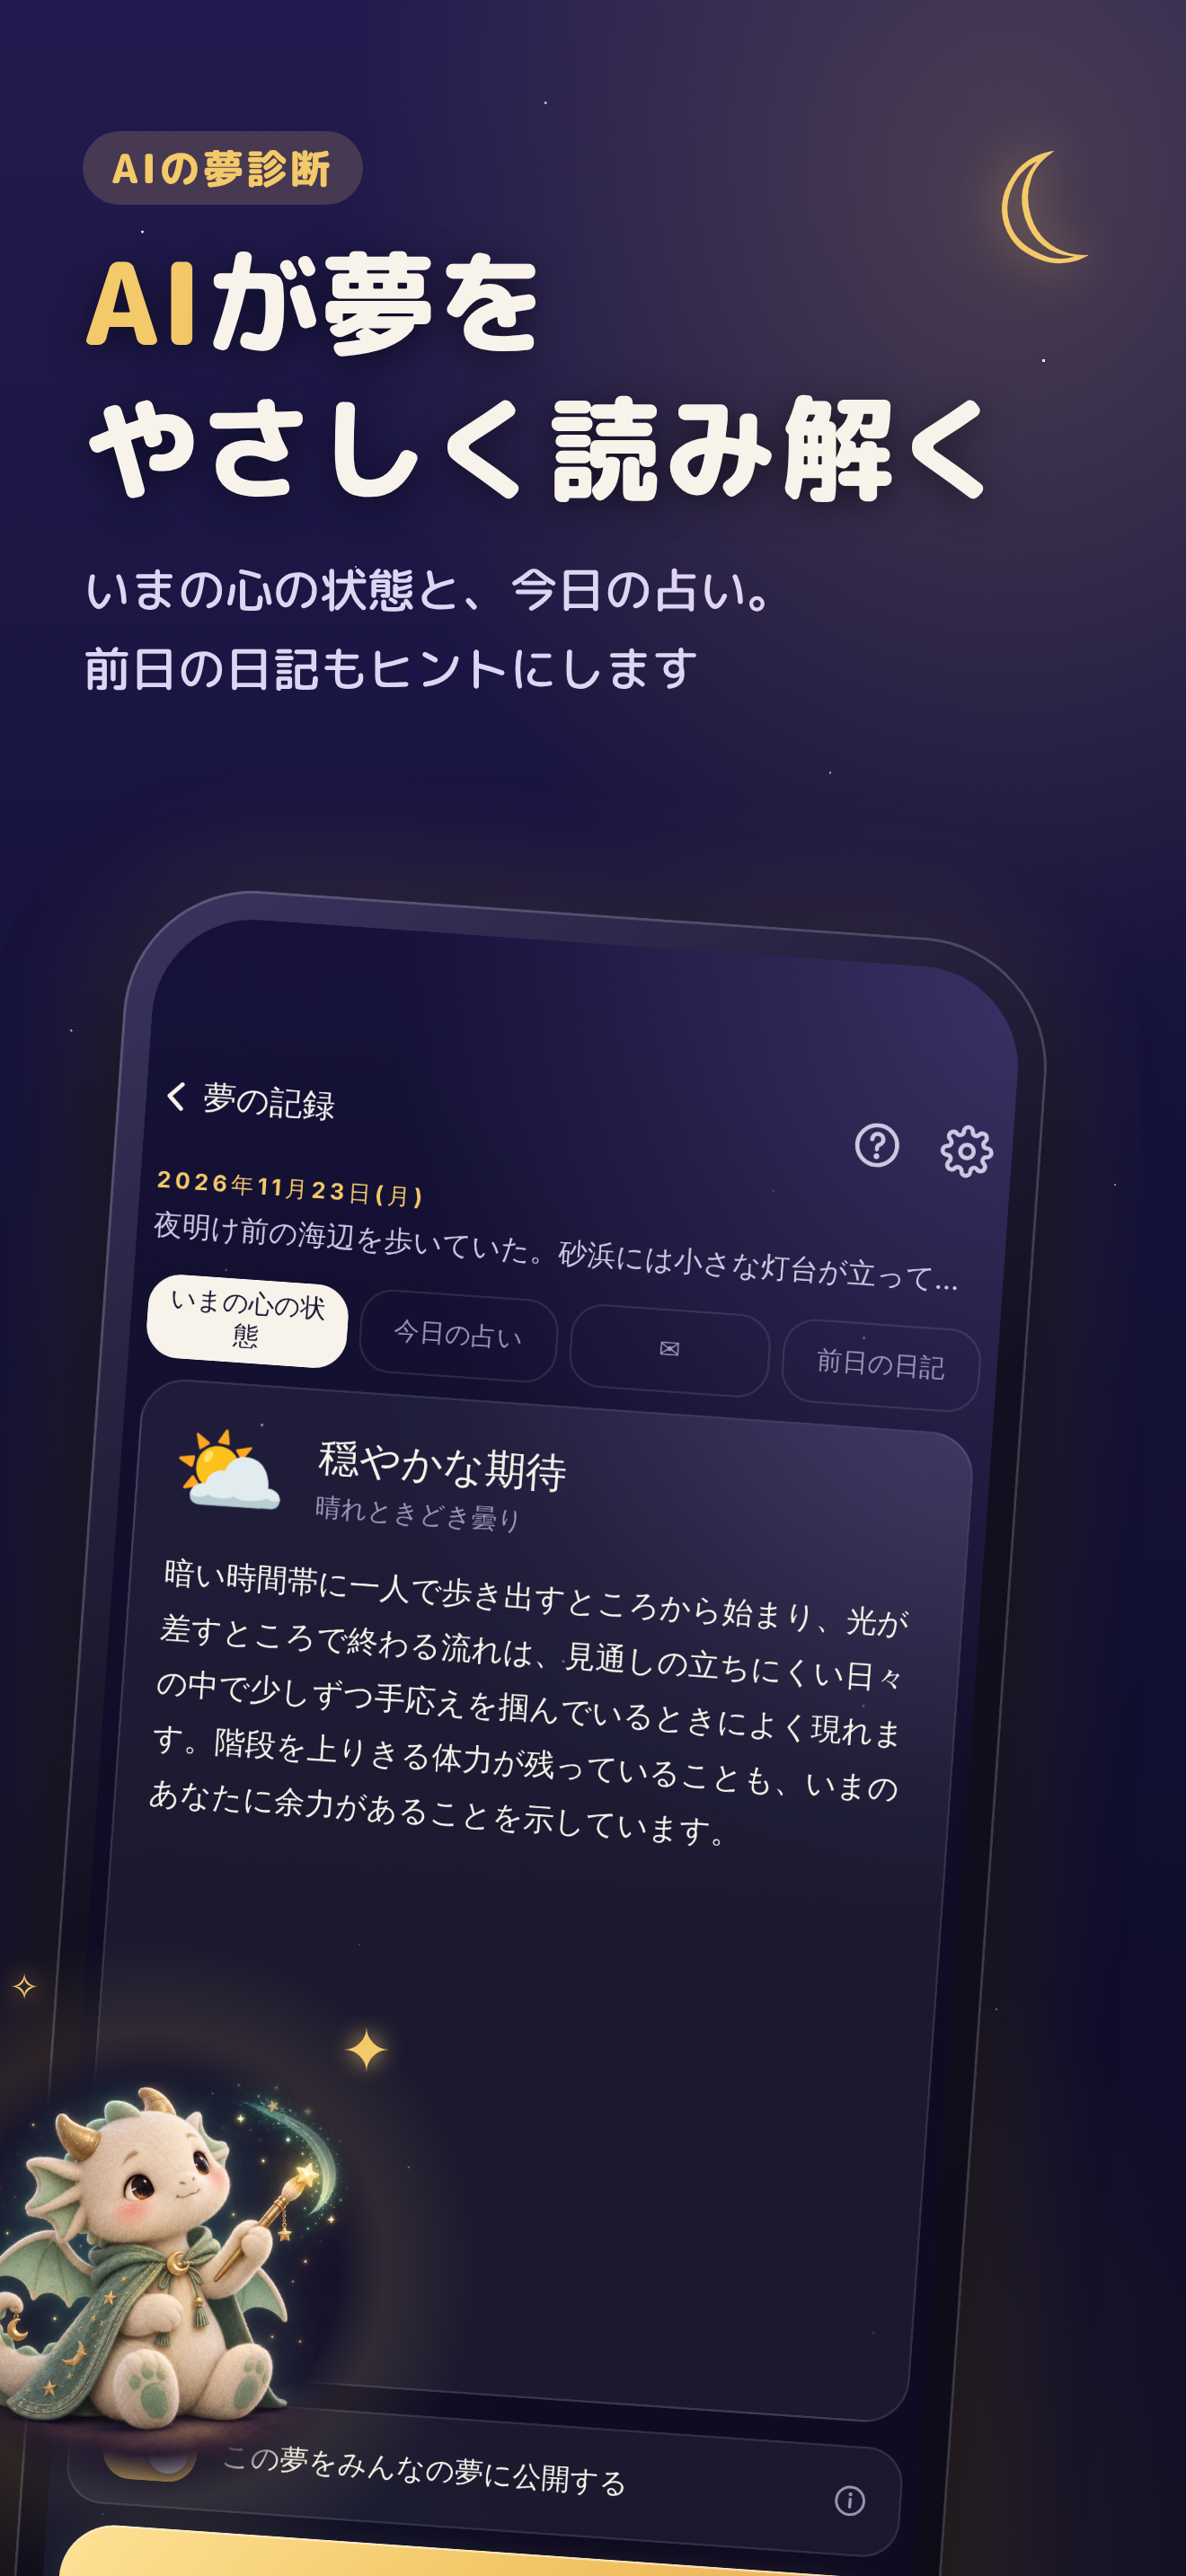 AIの夢診断
AIが夢を
やさしく読み解く
いまの心の状態と、今日の占い。
前日の日記もヒントにします
夢の記録
2026年11月23日(月)
夜明け前の海辺を歩いていた。砂浜には小さな灯台が立って...
いまの心の状
態
今日の占い
前日の日記
穏やかな期待
晴れときどき曇り
暗い時間帯に一人で歩き出すところから始まり、光が
差すところで終わる流れは、見通しの立ちにくい日々
の中で少しずつ手応えを掴んでいるときによく現れま
す。階段を上りきる体力が残っていることも、いまの
あなたに余力があることを示しています。
この夢をみんなの夢に公開する